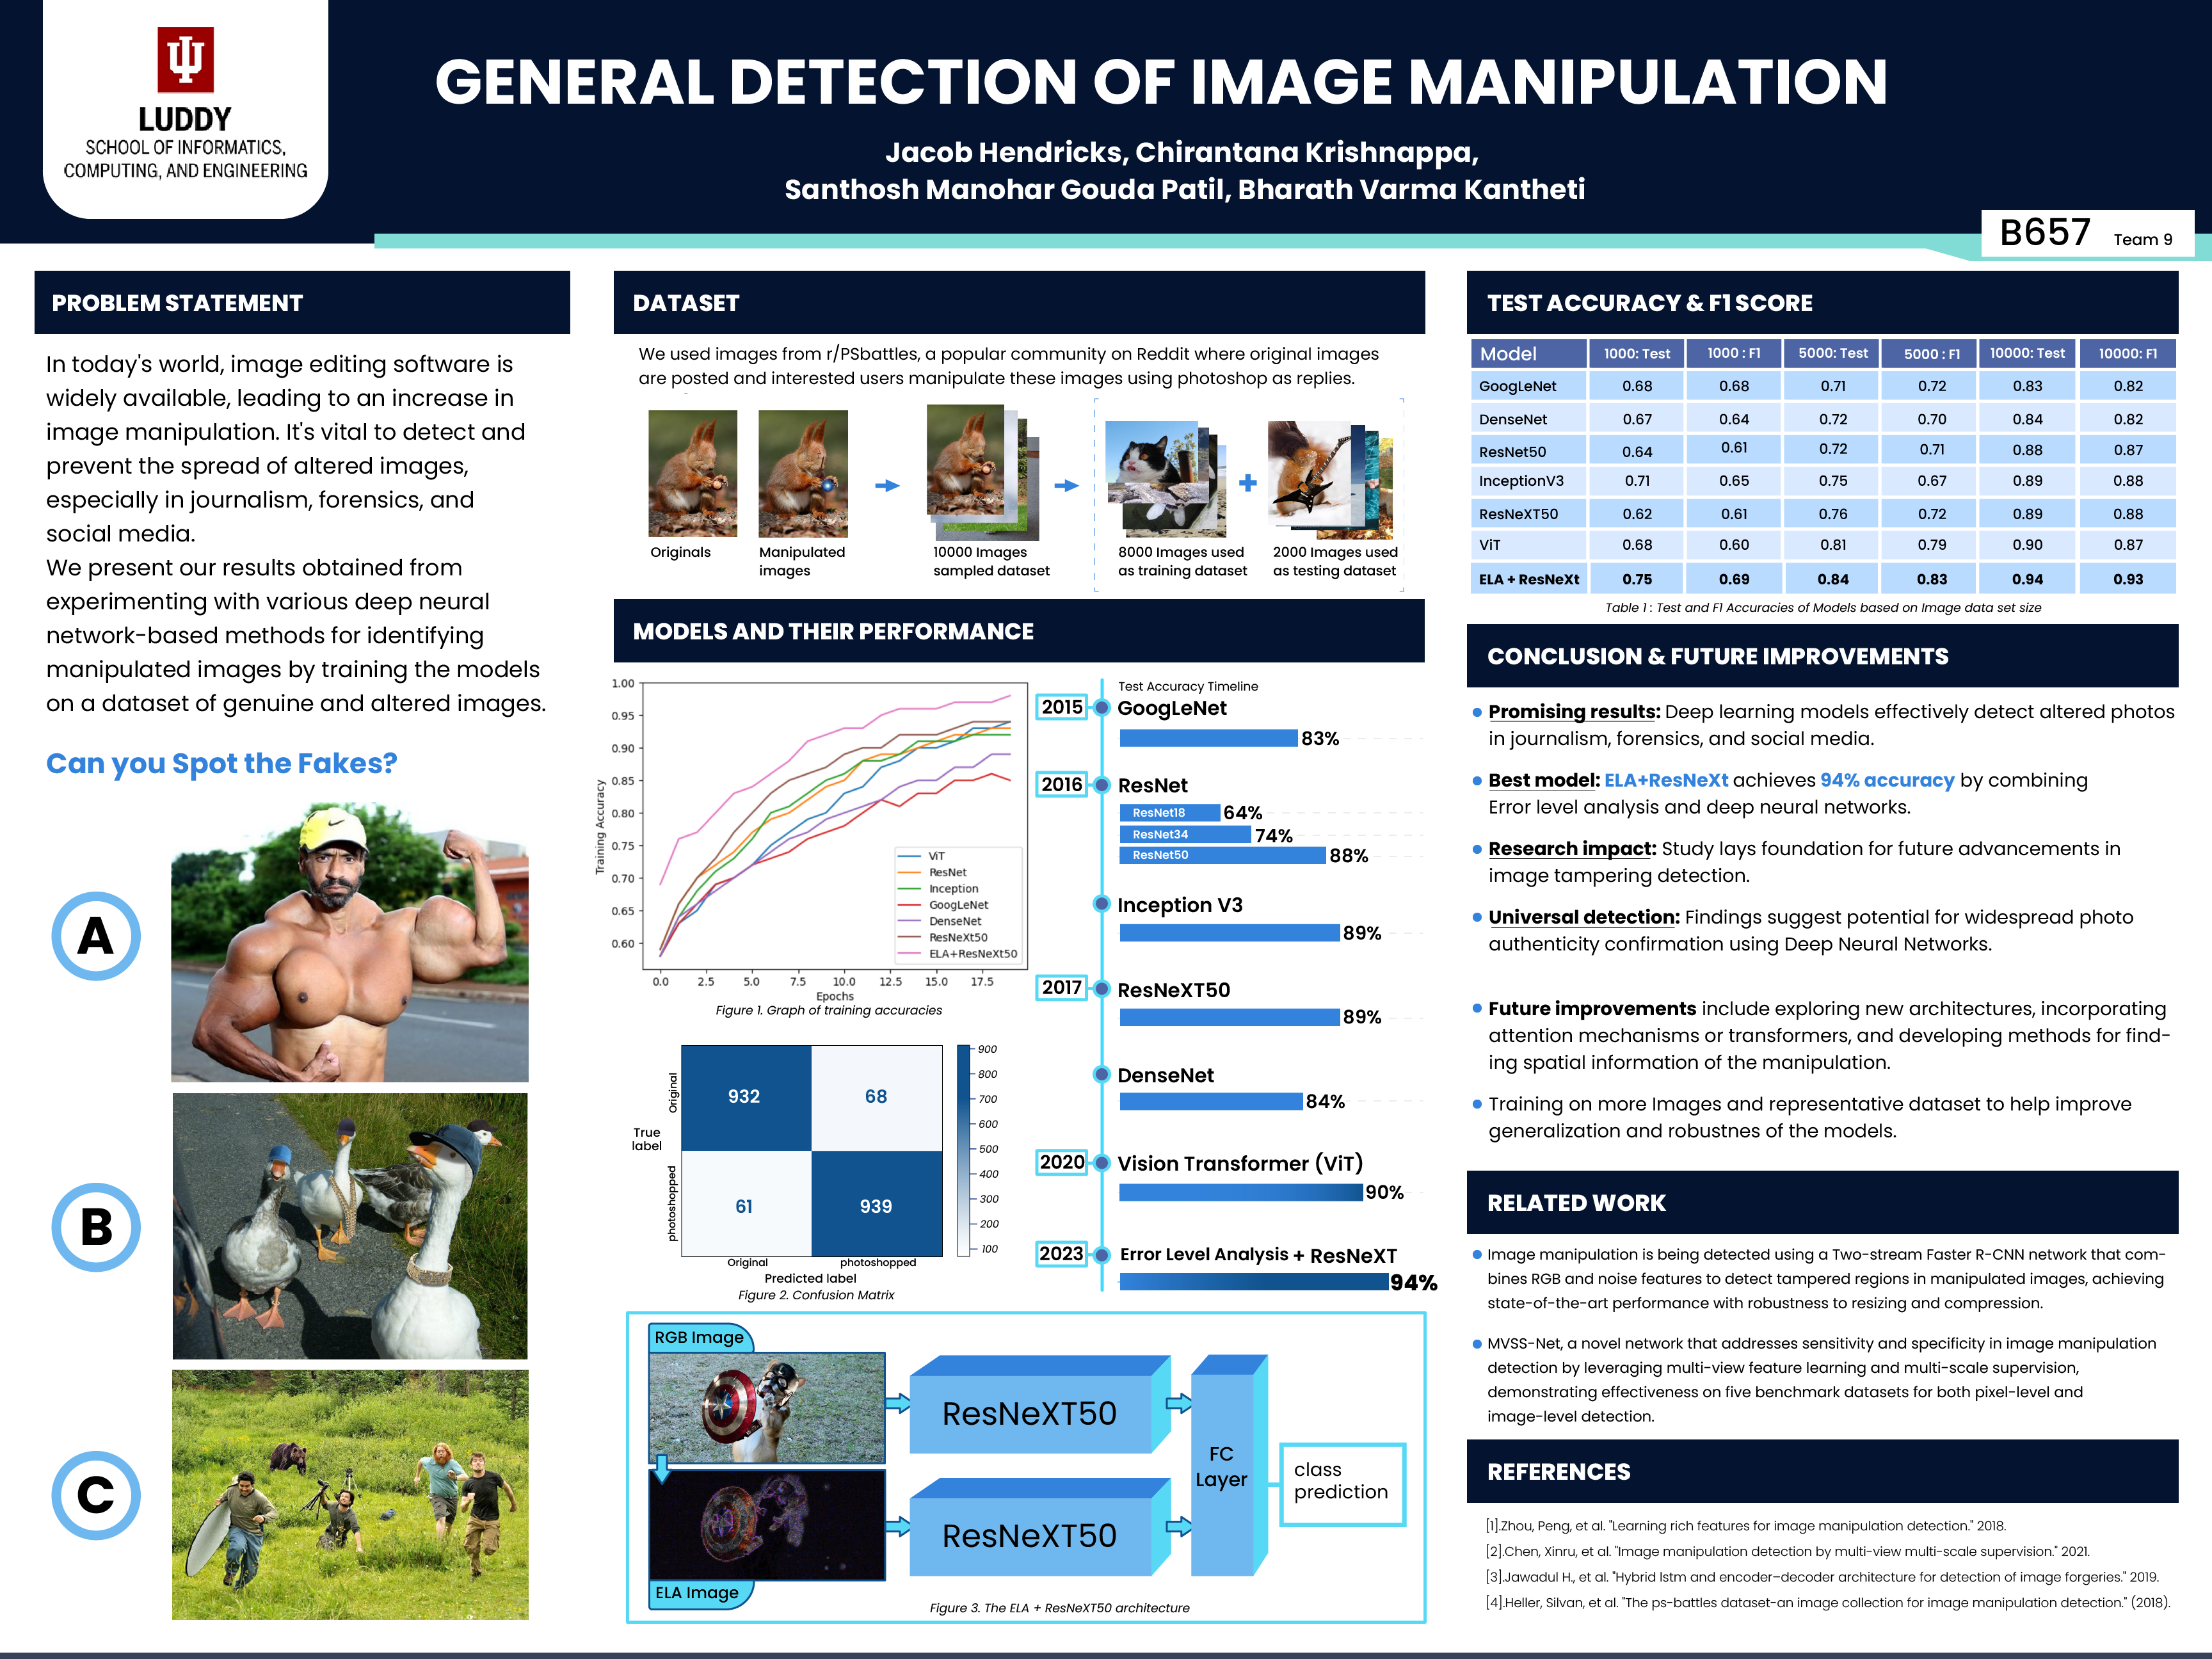 LUDDY
SCHOOL OF INFORMATICS,
COMPUTING, AND ENGINEERING
GENERAL DETECTION OF IMAGE MANIPULATION
Jacob Hendricks, Chirantana Krishnappa,
Santhosh Manohar Gouda Patil, Bharath Varma Kantheti
B657 Team 9
PROBLEM STATEMENT
In today's world, image editing software is
widely available, leading to an increase in
image manipulation. It's vital to detect and
prevent the spread of altered images,
especially in journalism, forensics, and
social media.
We present our results obtained from
experimenting with various deep neural
network-based methods for identifying
manipulated images by training the models
on a dataset of genuine and altered images.
Can you Spot the Fakes?
A
B
C
DATASET
We used images from r/PSbattles, a popular community on Reddit where original images
are posted and interested users manipulate these images using photoshop as replies.
Originals
Manipulated
images
10000 Images
sampled dataset
8000 Images used
as training dataset
2000 Images used
as testing dataset
MODELS AND THEIR PERFORMANCE
1.00
0.95
0.90
0.85
0.80
0.75
0.70
0.65
0.60
Training Accuracy
ViT
ResNet
Inception
GoogLeNet
DenseNet
ResNeXt50
ELA+ResNeXt50
0.0 2.5 5.0 7.5 10.0 12.5 15.0 17.5
Epochs
Figure 1. Graph of training accuracies
True
label
Original
photoshopped
932 68
61 939
900
800
700
600
500
400
300
200
100
Original photoshopped
Predicted label
Figure 2. Confusion Matrix
Test Accuracy Timeline
2015 GoogLeNet
83%
2016 ResNet
ResNet18 64%
ResNet34 74%
ResNet50 88%
Inception V3
89%
2017 ResNeXT50
89%
DenseNet
84%
2020 Vision Transformer (ViT)
90%
2023 Error Level Analysis + ResNeXT
94%
RGB Image
ResNeXT50
ResNeXT50
FC
Layer
class
prediction
ELA Image
Figure 3. The ELA + ResNeXT50 architecture
TEST ACCURACY & F1 SCORE
Model 1000: Test 1000 : F1 5000: Test 5000 : F1 10000: Test 10000: F1
GoogLeNet 0.68 0.68 0.71 0.72 0.83 0.82
DenseNet 0.67 0.64 0.72 0.70 0.84 0.82
ResNet50 0.64 0.61 0.72 0.71 0.88 0.87
InceptionV3 0.71 0.65 0.75 0.67 0.89 0.88
ResNeXT50 0.62 0.61 0.76 0.72 0.89 0.88
ViT 0.68 0.60 0.81 0.79 0.90 0.87
ELA + ResNeXt 0.75 0.69 0.84 0.83 0.94 0.93
Table 1 : Test and F1 Accuracies of Models based on Image data set size
CONCLUSION & FUTURE IMPROVEMENTS
Promising results: Deep learning models effectively detect altered photos
in journalism, forensics, and social media.
Best model: ELA+ResNeXt achieves 94% accuracy by combining
Error level analysis and deep neural networks.
Research impact: Study lays foundation for future advancements in
image tampering detection.
Universal detection: Findings suggest potential for widespread photo
authenticity confirmation using Deep Neural Networks.
Future improvements include exploring new architectures, incorporating
attention mechanisms or transformers, and developing methods for find-
ing spatial information of the manipulation.
Training on more Images and representative dataset to help improve
generalization and robustnes of the models.
RELATED WORK
Image manipulation is being detected using a Two-stream Faster R-CNN network that com-
bines RGB and noise features to detect tampered regions in manipulated images, achieving
state-of-the-art performance with robustness to resizing and compression.
MVSS-Net, a novel network that addresses sensitivity and specificity in image manipulation
detection by leveraging multi-view feature learning and multi-scale supervision,
demonstrating effectiveness on five benchmark datasets for both pixel-level and
image-level detection.
REFERENCES
[1].Zhou, Peng, et al. "Learning rich features for image manipulation detection." 2018.
[2].Chen, Xinru, et al. "Image manipulation detection by multi-view multi-scale supervision." 2021.
[3].Jawadul H., et al. "Hybrid lstm and encoder–decoder architecture for detection of image forgeries." 2019.
[4].Heller, Silvan, et al. "The ps-battles dataset-an image collection for image manipulation detection." (2018).